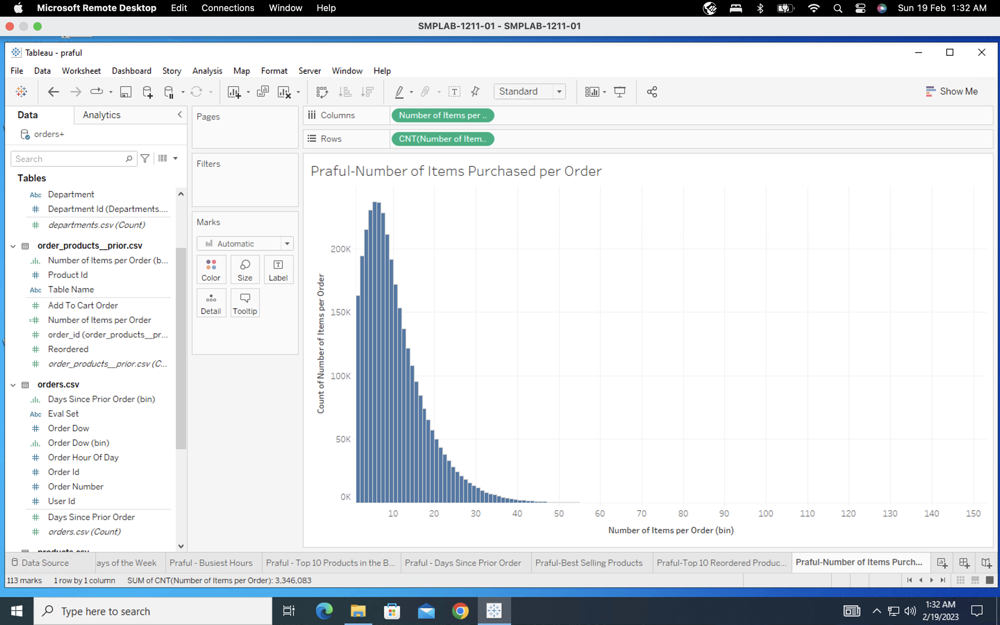 Microsoft Remote Desktop Edit Connections Window Help Sun 19 Feb 1:32 AM
SMPLAB-1211-01 - SMPLAB-1211-01
Tableau - praful
File Data Worksheet Dashboard Story Analysis Map Format Server Window Help
Standard
Show Me
Data
Analytics
orders+
Search
Tables
Abc Department
Department Id (Departments....
departments.csv (Count)
order_products__prior.csv
Number of Items per Order (b...
Product Id
Abc Table Name
Add To Cart Order
Number of Items per Order
order_id (order_products__pr...
Reordered
order_products__prior.csv (C...
orders.csv
Days Since Prior Order (bin)
Abc Eval Set
Order Dow
Order Dow (bin)
Order Hour Of Day
Order Id
Order Number
User Id
Days Since Prior Order
orders.csv (Count)
products.csv
Pages
Filters
Marks
Automatic
Color Size Label
Detail Tooltip
Columns Number of Items per ..
Rows CNT(Number of Item..
Praful-Number of Items Purchased per Order
Count of Number of Items per Order
200K
150K
100K
50K
0K
10 20 30 40 50 60 70 80 90 100 110 120 130 140 150
Number of Items per Order (bin)
Data Source ays of the Week Praful - Busiest Hours Praful - Top 10 Products in the B... Praful - Days Since Prior Order Praful-Best Selling Products Praful-Top 10 Reordered Produc... Praful-Number of Items Purch...
113 marks 1 row by 1 column SUM of CNT(Number of Items per Order): 3,346,083
Type here to search
1:32 AM
2/19/2023